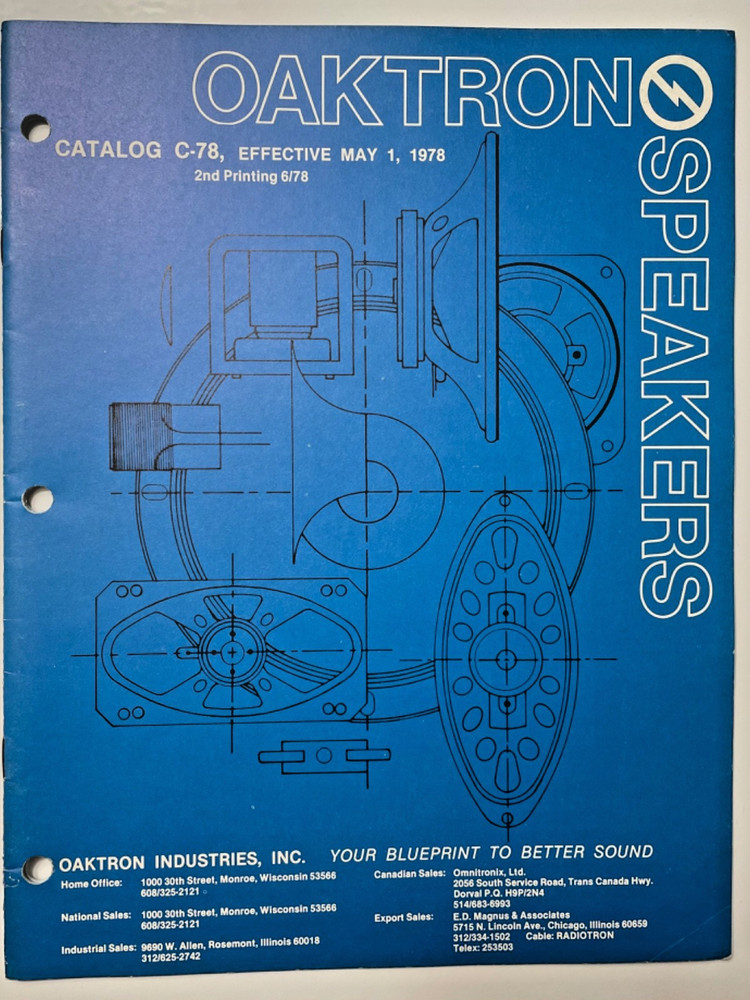 OAKTRON
SPEAKERS
CATALOG C-78, EFFECTIVE MAY 1, 1978
2nd Printing 6/78
OAKTRON INDUSTRIES, INC. YOUR BLUEPRINT TO BETTER SOUND
Home Office: 1000 30th Street, Monroe, Wisconsin 53566
608/325-2121
National Sales: 1000 30th Street, Monroe, Wisconsin 53566
608/325-2121
Industrial Sales: 9690 W. Allen, Rosemont, Illinois 60018
312/625-2742
Canadian Sales: Omnitronix, Ltd.
2056 South Service Road, Trans Canada Hwy.
Dorval P.Q. H9P/2N4
514/683-6993
Export Sales: E.D. Magnus & Associates
5715 N. Lincoln Ave., Chicago, Illinois 60659
312/334-1502 Cable: RADIOTRON
Telex: 253503